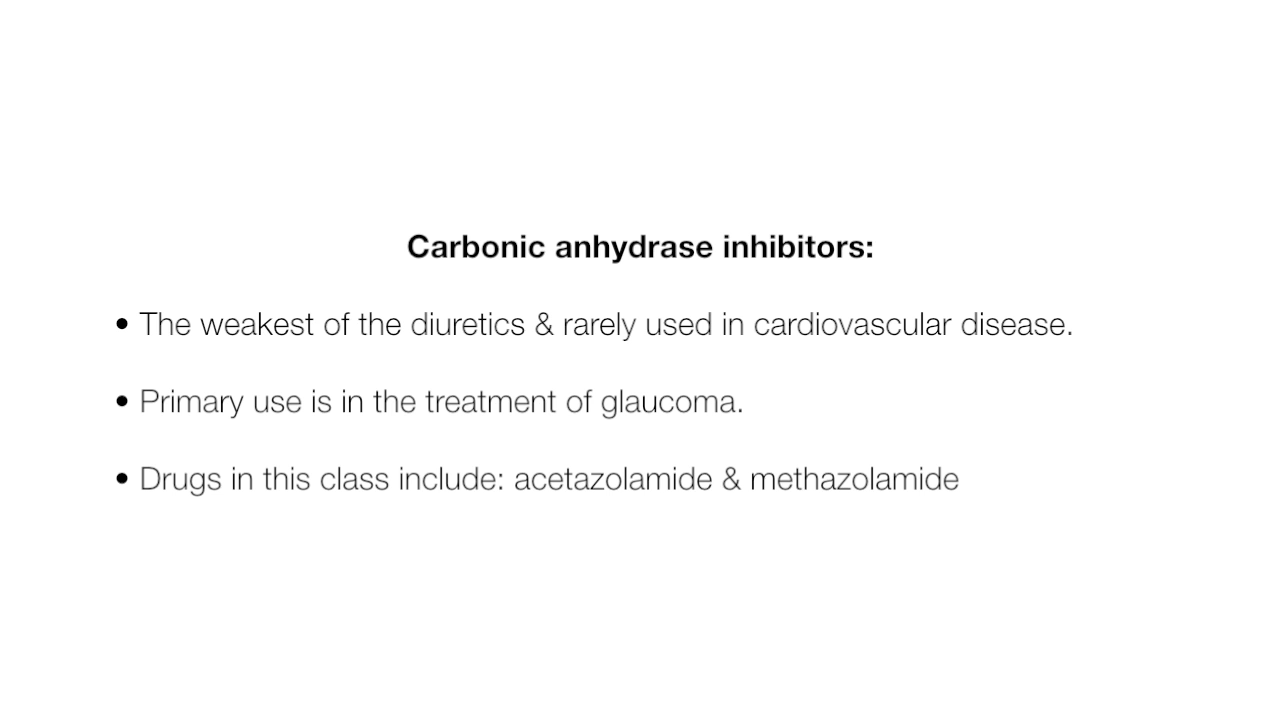 Carbonic anhydrase inhibitors:
• The weakest of the diuretics & rarely used in cardiovascular disease.
• Primary use is in the treatment of glaucoma.
• Drugs in this class include: acetazolamide & methazolamide